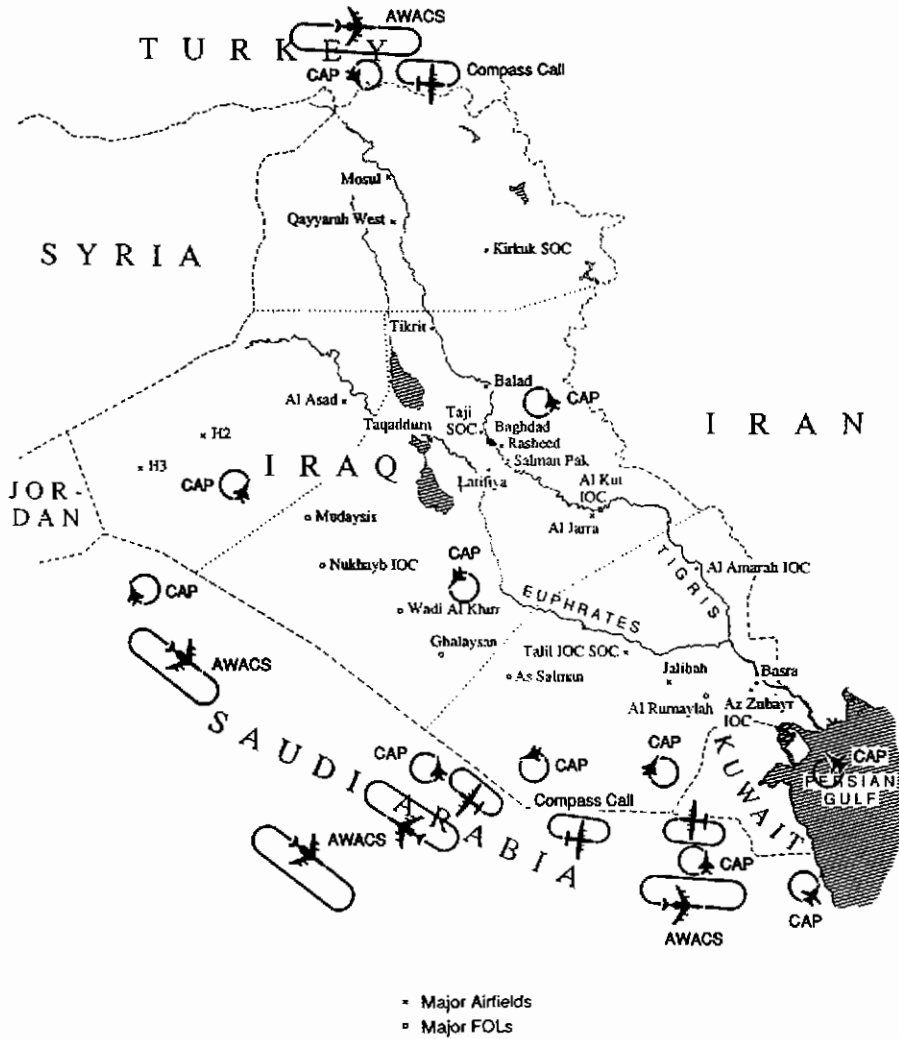 AWACS
TURKEY
CAP
Compass Call
Mosul
Qayyarah West
SYRIA
Kirkuk SOC
Tikrit
Balad
CAP
Al Asad
Taji
SOC
Taqaddum
Baghdad
IRAN
H2
Rasheed
Salman Pak
H3
IRAQ
Latifiya
CAP
Al Kut
IOC
JOR-
DAN
Mudaysis
Al Jarra
CAP
Nukhayb IOC
TIGRIS
Al Amarah IOC
CAP
EUPHRATES
Wadi Al Khirr
Ghalaysan
Talil IOC SOC
AWACS
As Salman
Jalibah
Basra
Al Rumaylah
Az Zubayr
IOC
SAUDI ARABIA
CAP
CAP
CAP
KUWAIT
CAP
PERSIAN
GULF
Compass Call
AWACS
CAP
CAP
AWACS
Major Airfields
Major FOLs